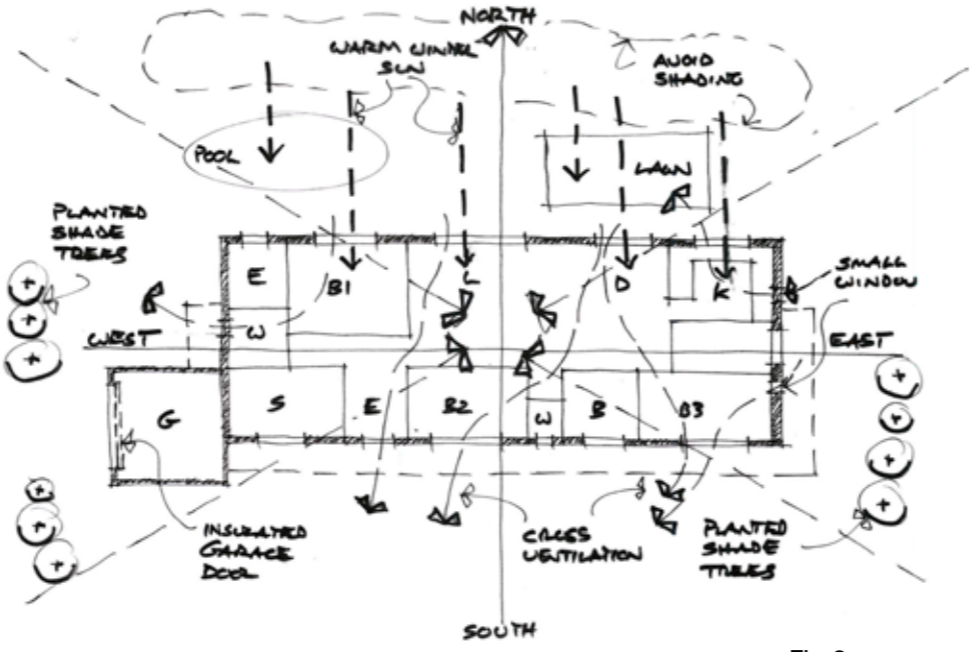 NORTH
WARM WINTER
SUN
AVOID
SHADING
POOL
LAWN
PLANTED
SHADE
TREES
E
B1
L
D
K
SMALL
WINDOW
W
WEST
EAST
G
S
E
B2
W
B
B3
INSULATED
GARAGE
DOOR
CROSS
VENTILATION
PLANTED
SHADE
TREES
SOUTH